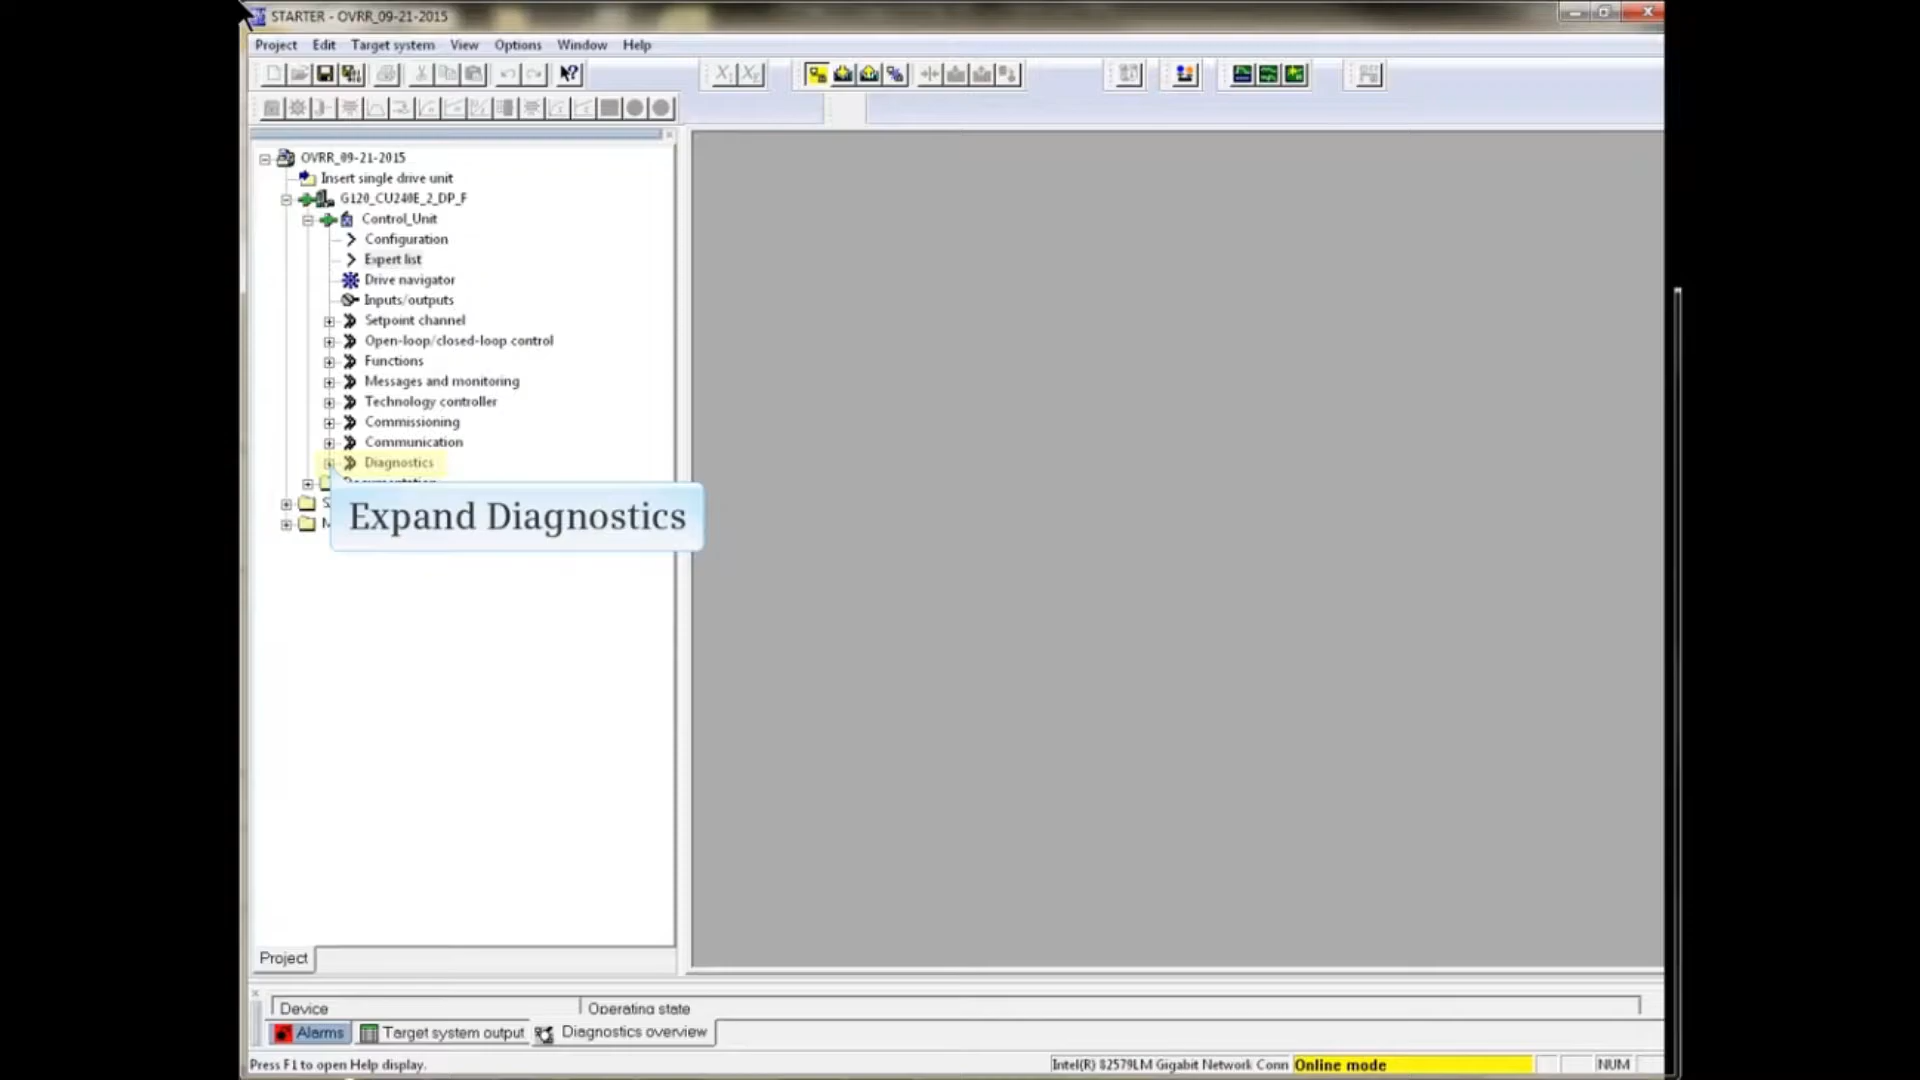 STARTER - OVRR_09-21-2015
Project Edit Target system View Options Window Help
OVRR_09-21-2015
Insert single drive unit
G120_CU240E_2_DP_F
Control_Unit
Configuration
Expert list
Drive navigator
Inputs/outputs
Setpoint channel
Open-loop/closed-loop control
Functions
Messages and monitoring
Technology controller
Commissioning
Communication
Diagnostics
Documentation
S
M
Expand Diagnostics
Project
Device Operating state
Alarms Target system output Diagnostics overview
Press F1 to open Help display. Intel(R) 82579LM Gigabit Network Conn Online mode NUM